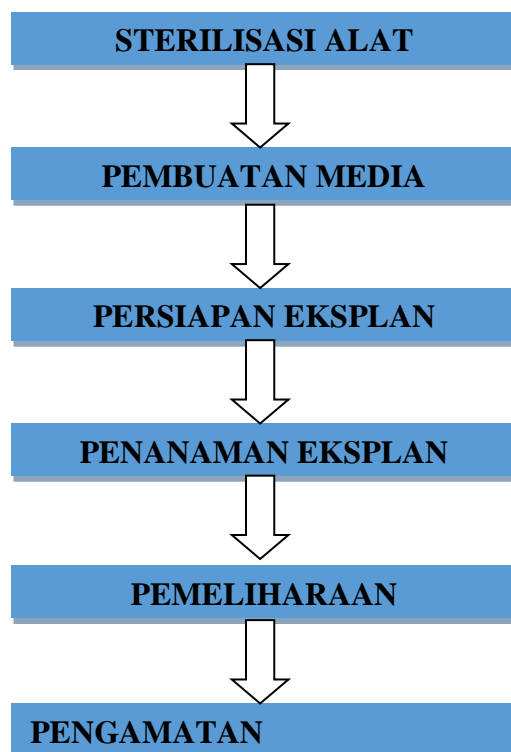 STERILISASI ALAT
PEMBUATAN MEDIA
PERSIAPAN EKSPLAN
PENANAMAN EKSPLAN
PEMELIHARAAN
PENGAMATAN